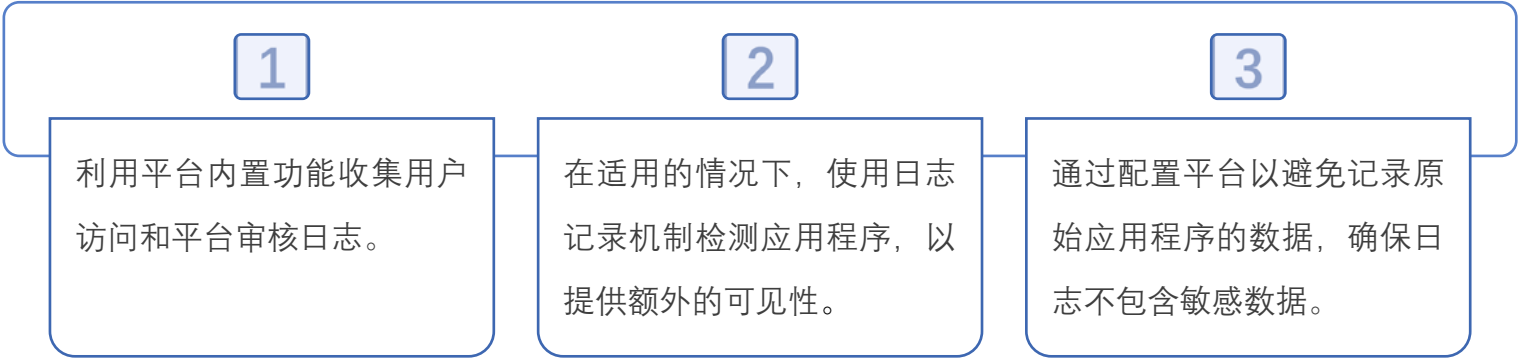 1
利用平台内置功能收集用户
访问和平台审核日志。
2
在适用的情况下，使用日志
记录机制检测应用程序，以
提供额外的可见性。
3
通过配置平台以避免记录原
始应用程序的数据，确保日
志不包含敏感数据。